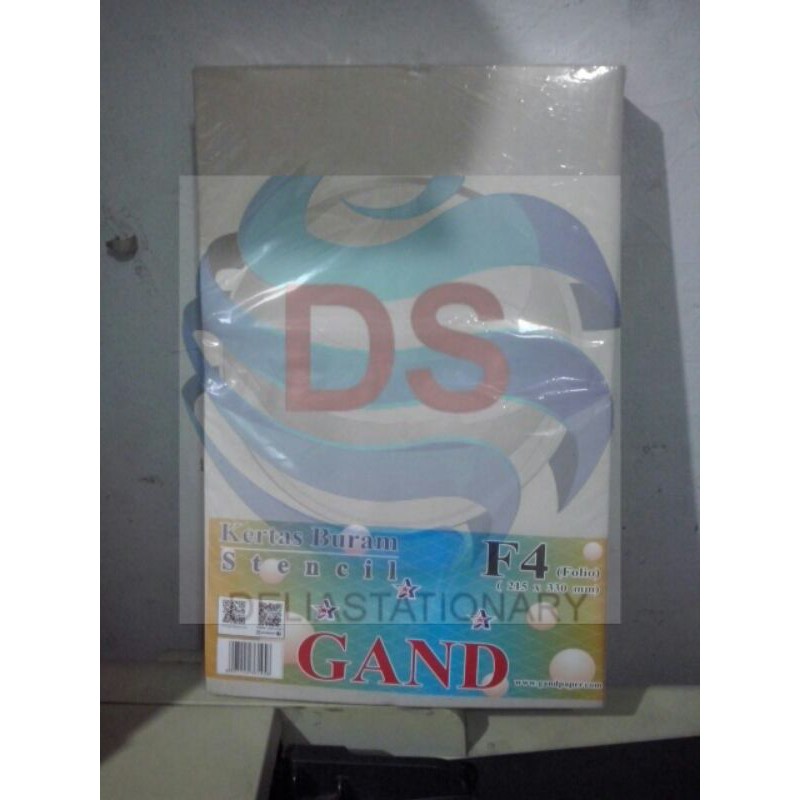 DS
Kertas Buram
Stencil
F4 (Folio)
( 215 x 330 mm)
DELIASTATIONARY
GAND
www.gandpaper.com